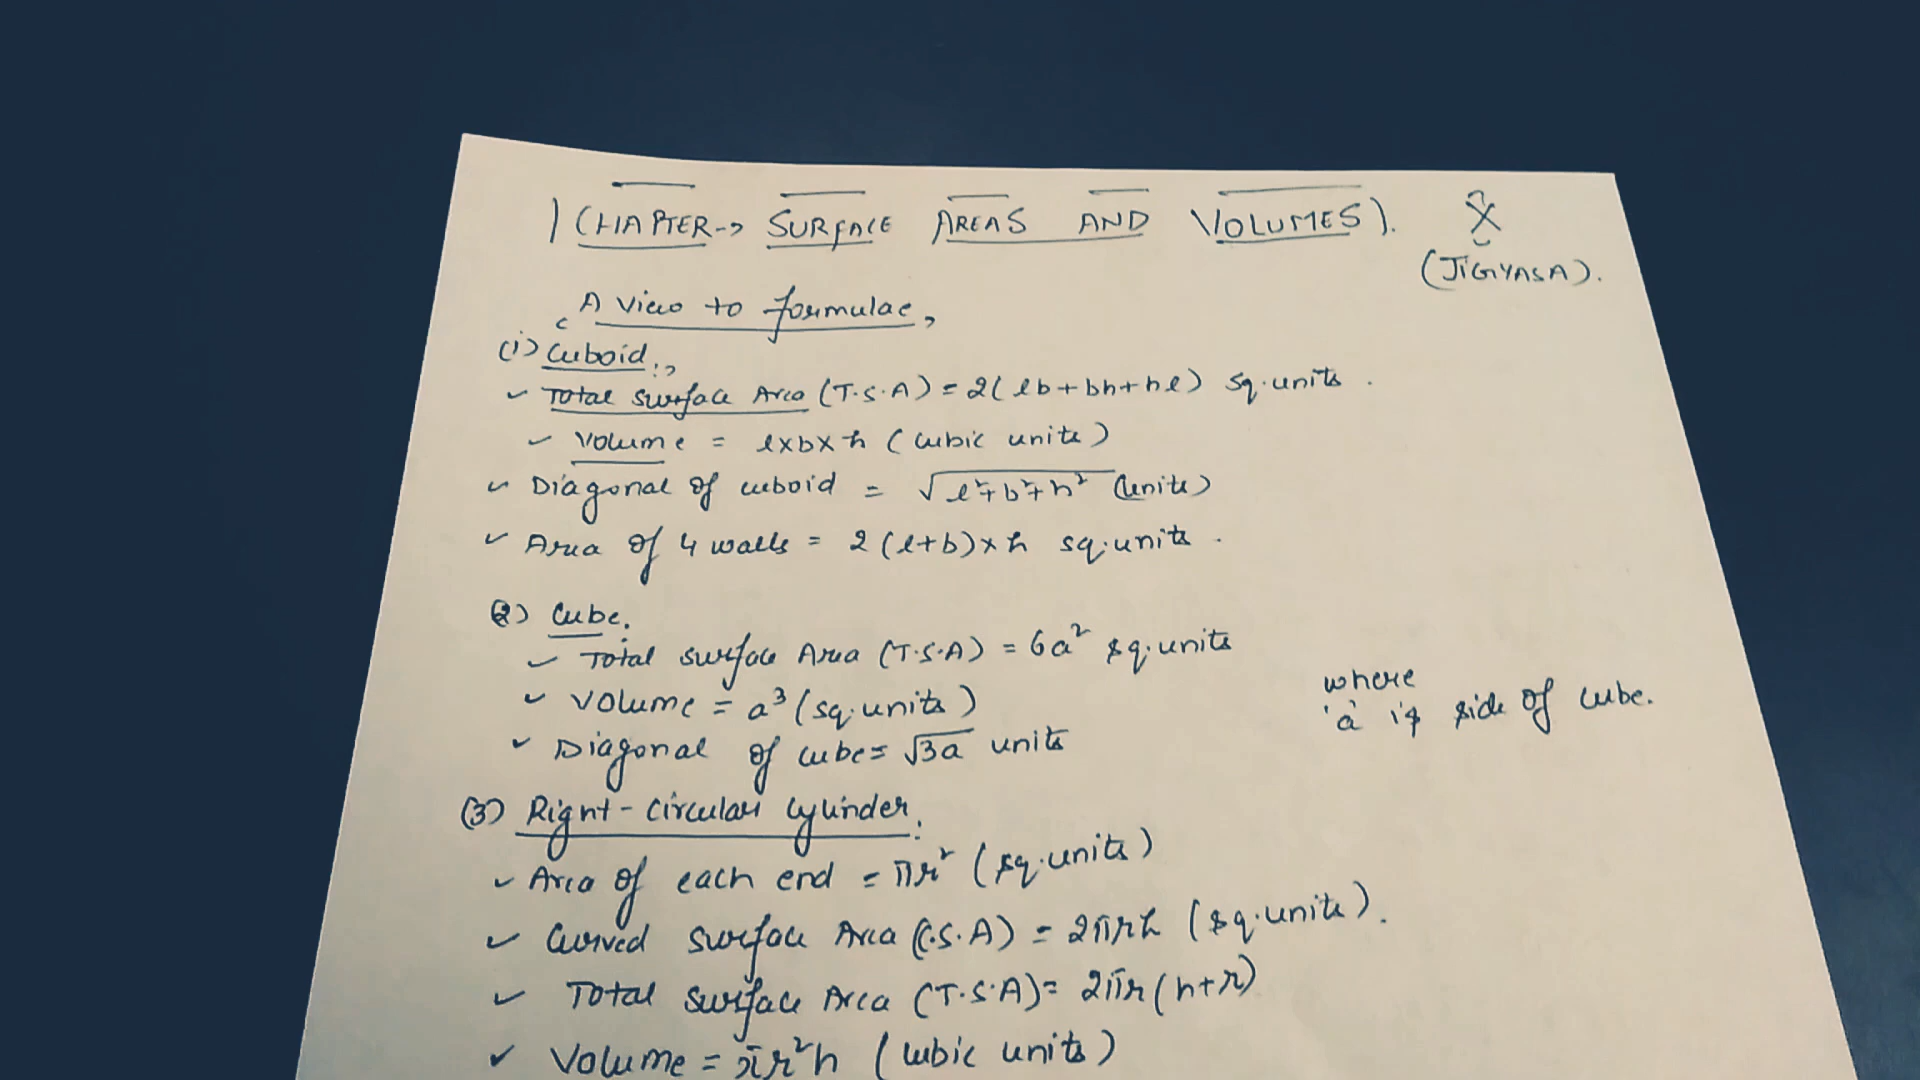 (CHAPTER→ SURFACE AREAS AND VOLUMES). X
(JIGYASA).
A View to formulae,
(i) Cuboid:→
✓ Total surface Area (T.S.A) = 2(lb+bh+hl) sq.units.
✓ Volume = l×b×h (cubic units)
✓ Diagonal of cuboid = √l²+b²+h² (units)
✓ Area of 4 walls = 2(l+b)×h sq.units.
(2) Cube.
✓ Total surface Area (T.S.A) = 6a² sq.units
✓ Volume = a³ (sq.units)
where
'a' is side of cube.
✓ Diagonal of cube = √3a units
(3) Right-Circular Cylinder:
✓ Area of each end = πr² (sq.units)
✓ Curved surface Area (C.S.A) = 2πrh (sq.units).
✓ Total surface Area (T.S.A) = 2πr(h+r)
✓ Volume = πr²h (cubic units)